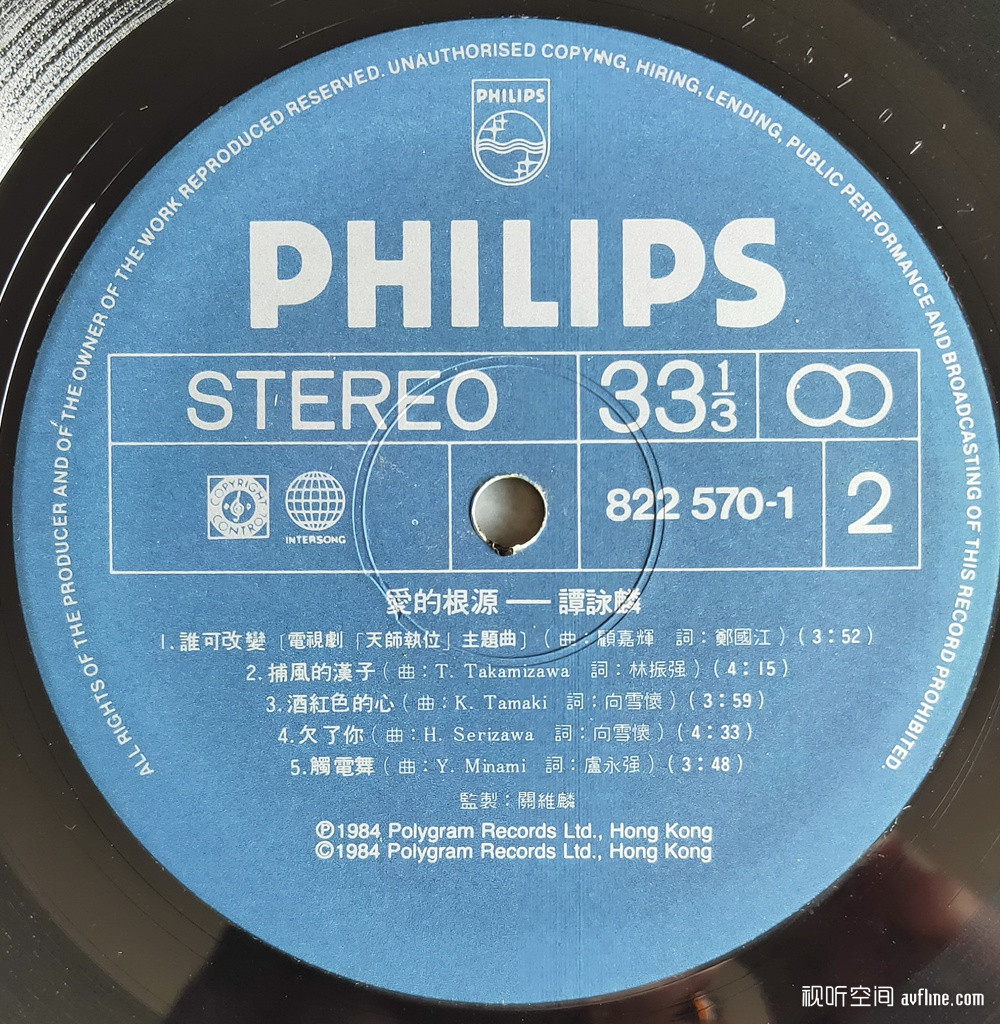 ALL RIGHTS OF THE PRODUCER AND OF THE OWNER OF THE WORK REPRODUCED RESERVED. UNAUTHORISED COPYING, HIRING, LENDING, PUBLIC PERFORMANCE AND BROADCASTING OF THIS RECORD PROHIBITED.
PHILIPS
PHILIPS
STEREO 33 1/3
COPYRIGHT CONTROL
INTERSONG
822 570-1 2
愛的根源 — 譚詠麟
1.誰可改變〔電視劇「天師執位」主題曲〕(曲:顧嘉輝 詞:鄭國江)(3:52)
2.捕風的漢子(曲:T. Takamizawa 詞:林振强)(4:15)
3.酒紅色的心(曲:K. Tamaki 詞:向雪懷)(3:59)
4.欠了你(曲:H. Serizawa 詞:向雪懷)(4:33)
5.觸電舞(曲:Y. Minami 詞:盧永强)(3:48)
監製:關維麟
℗1984 Polygram Records Ltd., Hong Kong
©1984 Polygram Records Ltd., Hong Kong
视听空间 avfline.com